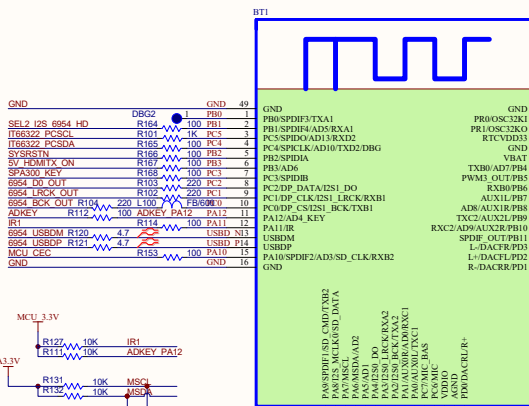 BT1
GND GND 49
DBG2 1 PB0 1
SEL2_I2S_6954_HD R164 100 PB1 2
IT66322_PCSCL R101 1K PC5 3
IT66322_PCSDA R165 100 PC4 4
SYSRSTN R166 100 PB2 5
5V_HDMITX_ON R167 100 PB3 6
SPA300_KEY R168 100 PC3 7
6954_D0_OUT R103 220 PC2 8
6954_LRCK_OUT R102 220 PC1 9
6954_BCK_OUT R104 220 L100 10
ADKEY R112 100 ADKEY_PA12 PA12 11
IR1 R114 100 PA11 12
6954_USBDM R120 4.7 USBD N13
6954_USBDP R121 4.7 USBD P14
MCU_CEC R153 100 PA10 15
GND GND 16
GND
PB0/SPDIF3/TXA1
PB1/SPDIF4/AD5/RXA1
PC5/SPIDO/AD13/RXD2
PC4/SPICLK/AD10/TXD2/DBG
PB2/SPIDIA
PB3/AD6
PC3/SPIDIB
PC2/DP_DATA/I2S1_DO
PC1/DP_CLK/I2S1_LRCK/RXB1
PC0/DP_CS/I2S1_BCK/TXB1
PA12/AD4_KEY
PA11/IR
USBDM
USBDP
PA10/SPDIF2/AD3/SD_CLK/RXB2
GND
GND
PR0/OSC32KI
PR1/OSC32KO
RTCVDD33
GND
VBAT
TXB0/AD7/PB4
PWM3_OUT/PB5
RXB0/PB6
AUX1L/PB7
AD8/AUX1R/PB8
TXC2/AUX2L/PB9
RXC2/AD9/AUX2R/PB10
SPDIF_OUT/PB11
L-/DACFR/PD3
L+/DACFL/PD2
R-/DACRR/PD1
PA9/SPDIF1/SD_CMD/TXB2
PA8/I2S_MCLK0/SD_DATA
PA7/MSCL
PA6/MSDA/AD2
PA5/AD1
PA4/I2S0_DO
PA3/I2S0_LRCK/RXA2
PA2/I2S0_BCK/TXA2
PA1/AUX0R/AD0/RXC1
PA0/AUX0L/TXC1
PC7/MIC_BAS
PC6/MIC
VDDIO
AGND
PD0/DACRL/R+
MCU_3.3V
R127 10K IR1
R111 10K ADKEY_PA12
A3.3V
R131 10K MSCL
R132 10K MSDA